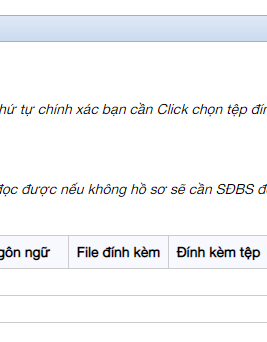 hứ tự chính xác bạn cần Click chọn tệp đín
đọc được nếu không hồ sơ sẽ cần SĐBS đ
gôn ngữ File đính kèm Đính kèm tệp